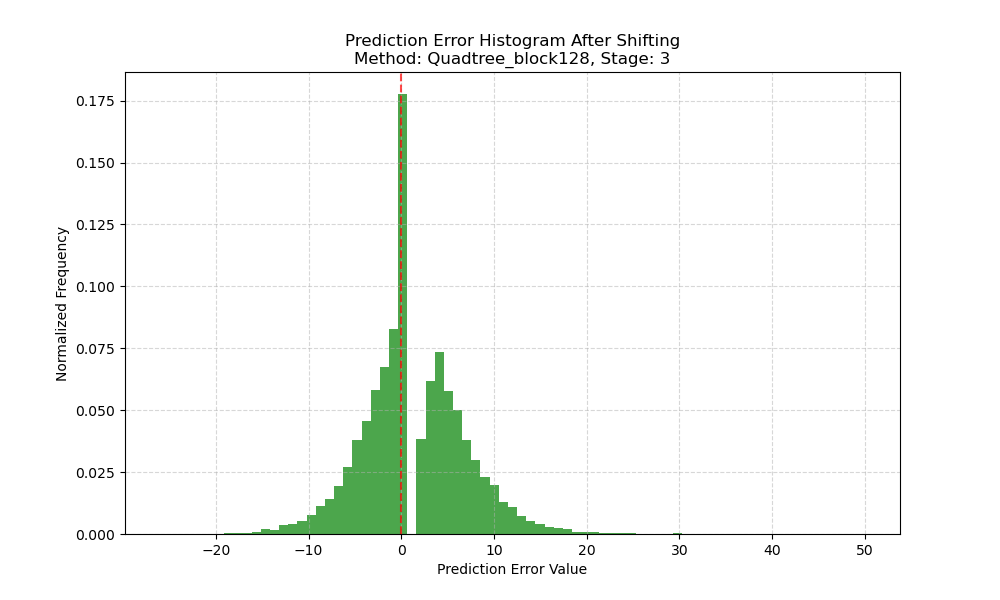 Prediction Error Histogram After Shifting
Method: Quadtree_block128, Stage: 3
Normalized Frequency
0.175
0.150
0.125
0.100
0.075
0.050
0.025
0.000
−20 −10 0 10 20 30 40 50
Prediction Error Value